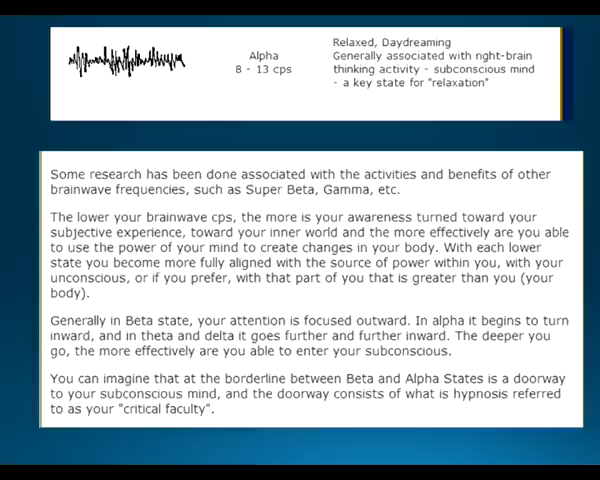 Alpha
8 - 13 cps
Relaxed, Daydreaming
Generally associated with right-brain
thinking activity - subconscious mind
- a key state for "relaxation"
Some research has been done associated with the activities and benefits of other
brainwave frequencies, such as Super Beta, Gamma, etc.
The lower your brainwave cps, the more is your awareness turned toward your
subjective experience, toward your inner world and the more effectively are you able
to use the power of your mind to create changes in your body. With each lower
state you become more fully aligned with the source of power within you, with your
unconscious, or if you prefer, with that part of you that is greater than you (your
body).
Generally in Beta state, your attention is focused outward. In alpha it begins to turn
inward, and in theta and delta it goes further and further inward. The deeper you
go, the more effectively are you able to enter your subconscious.
You can imagine that at the borderline between Beta and Alpha States is a doorway
to your subconscious mind, and the doorway consists of what is hypnosis referred
to as your "critical faculty".